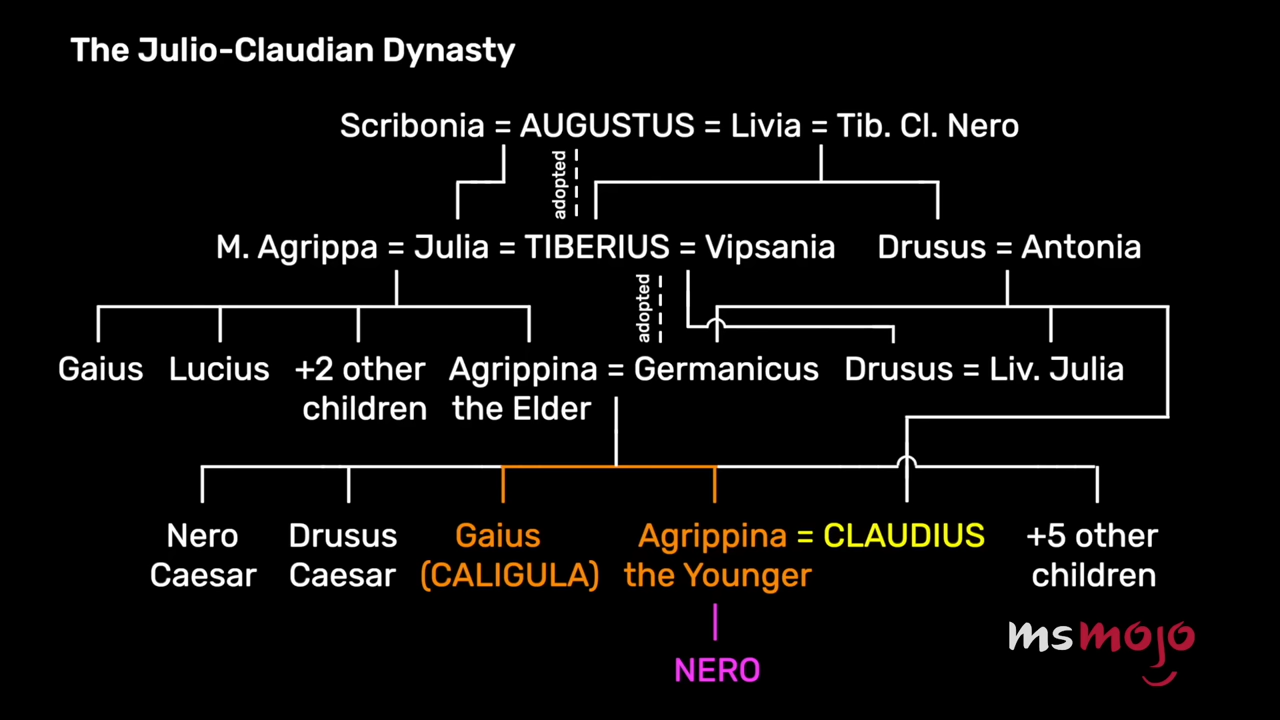 The Julio-Claudian Dynasty
Scribonia = AUGUSTUS = Livia = Tib. Cl. Nero
adopted
M. Agrippa = Julia = TIBERIUS = Vipsania Drusus = Antonia
adopted
Gaius Lucius +2 other Agrippina = Germanicus Drusus = Liv. Julia
children the Elder
Nero Drusus Gaius Agrippina = CLAUDIUS +5 other
Caesar Caesar (CALIGULA) the Younger children
msmojo
NERO